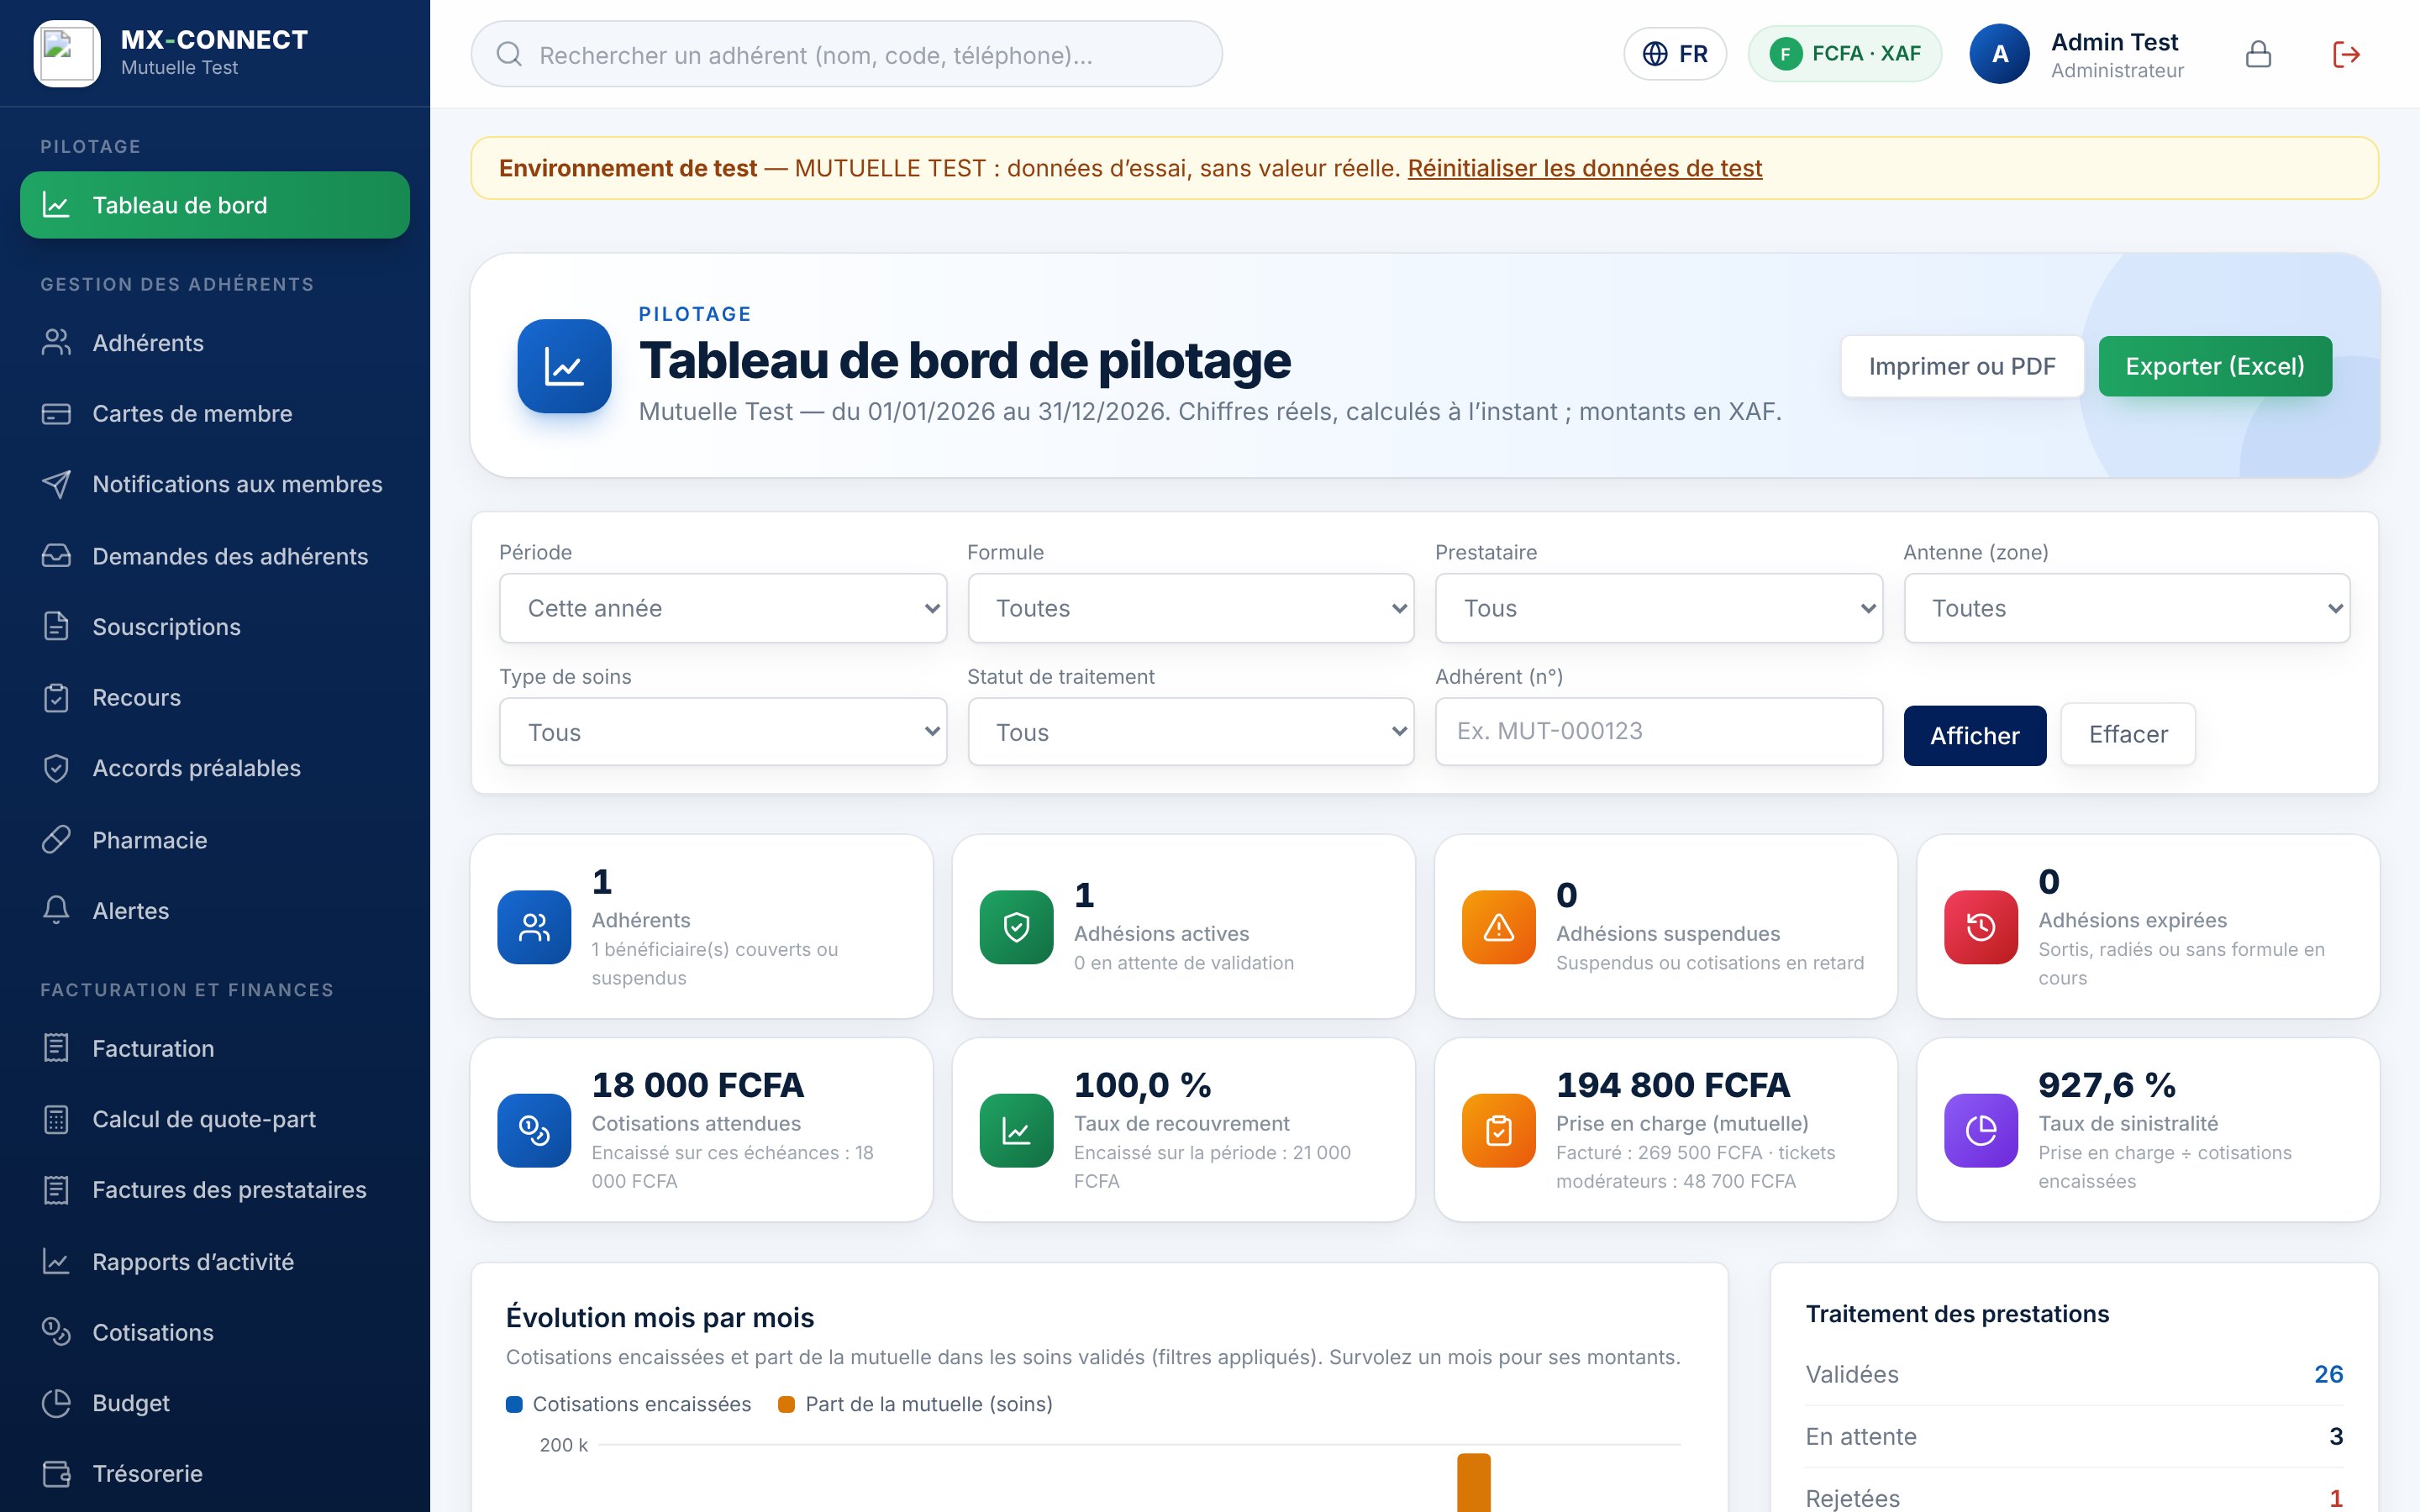 MX-CONNECT
Mutuelle Test
PILOTAGE
Tableau de bord
GESTION DES ADHÉRENTS
Adhérents
Cartes de membre
Notifications aux membres
Demandes des adhérents
Souscriptions
Recours
Accords préalables
Pharmacie
Alertes
FACTURATION ET FINANCES
Facturation
Calcul de quote-part
Factures des prestataires
Rapports d’activité
Cotisations
Budget
Trésorerie
Rechercher un adhérent (nom, code, téléphone)...
FR
F FCFA · XAF
A
Admin Test
Administrateur
Environnement de test — MUTUELLE TEST : données d’essai, sans valeur réelle. Réinitialiser les données de test
PILOTAGE
Tableau de bord de pilotage
Mutuelle Test — du 01/01/2026 au 31/12/2026. Chiffres réels, calculés à l’instant ; montants en XAF.
Imprimer ou PDF
Exporter (Excel)
Période
Formule
Prestataire
Antenne (zone)
Cette année
Toutes
Tous
Toutes
Type de soins
Statut de traitement
Adhérent (n°)
Tous
Tous
Ex. MUT-000123
Afficher
Effacer
1
Adhérents
1 bénéficiaire(s) couverts ou
suspendus
1
Adhésions actives
0 en attente de validation
0
Adhésions suspendues
Suspendus ou cotisations en retard
0
Adhésions expirées
Sortis, radiés ou sans formule en
cours
18 000 FCFA
Cotisations attendues
Encaissé sur ces échéances : 18
000 FCFA
100,0 %
Taux de recouvrement
Encaissé sur la période : 21 000
FCFA
194 800 FCFA
Prise en charge (mutuelle)
Facturé : 269 500 FCFA · tickets
modérateurs : 48 700 FCFA
927,6 %
Taux de sinistralité
Prise en charge ÷ cotisations
encaissées
Évolution mois par mois
Cotisations encaissées et part de la mutuelle dans les soins validés (filtres appliqués). Survolez un mois pour ses montants.
Cotisations encaissées
Part de la mutuelle (soins)
200 k
Traitement des prestations
Validées 26
En attente 3
Rejetées 1